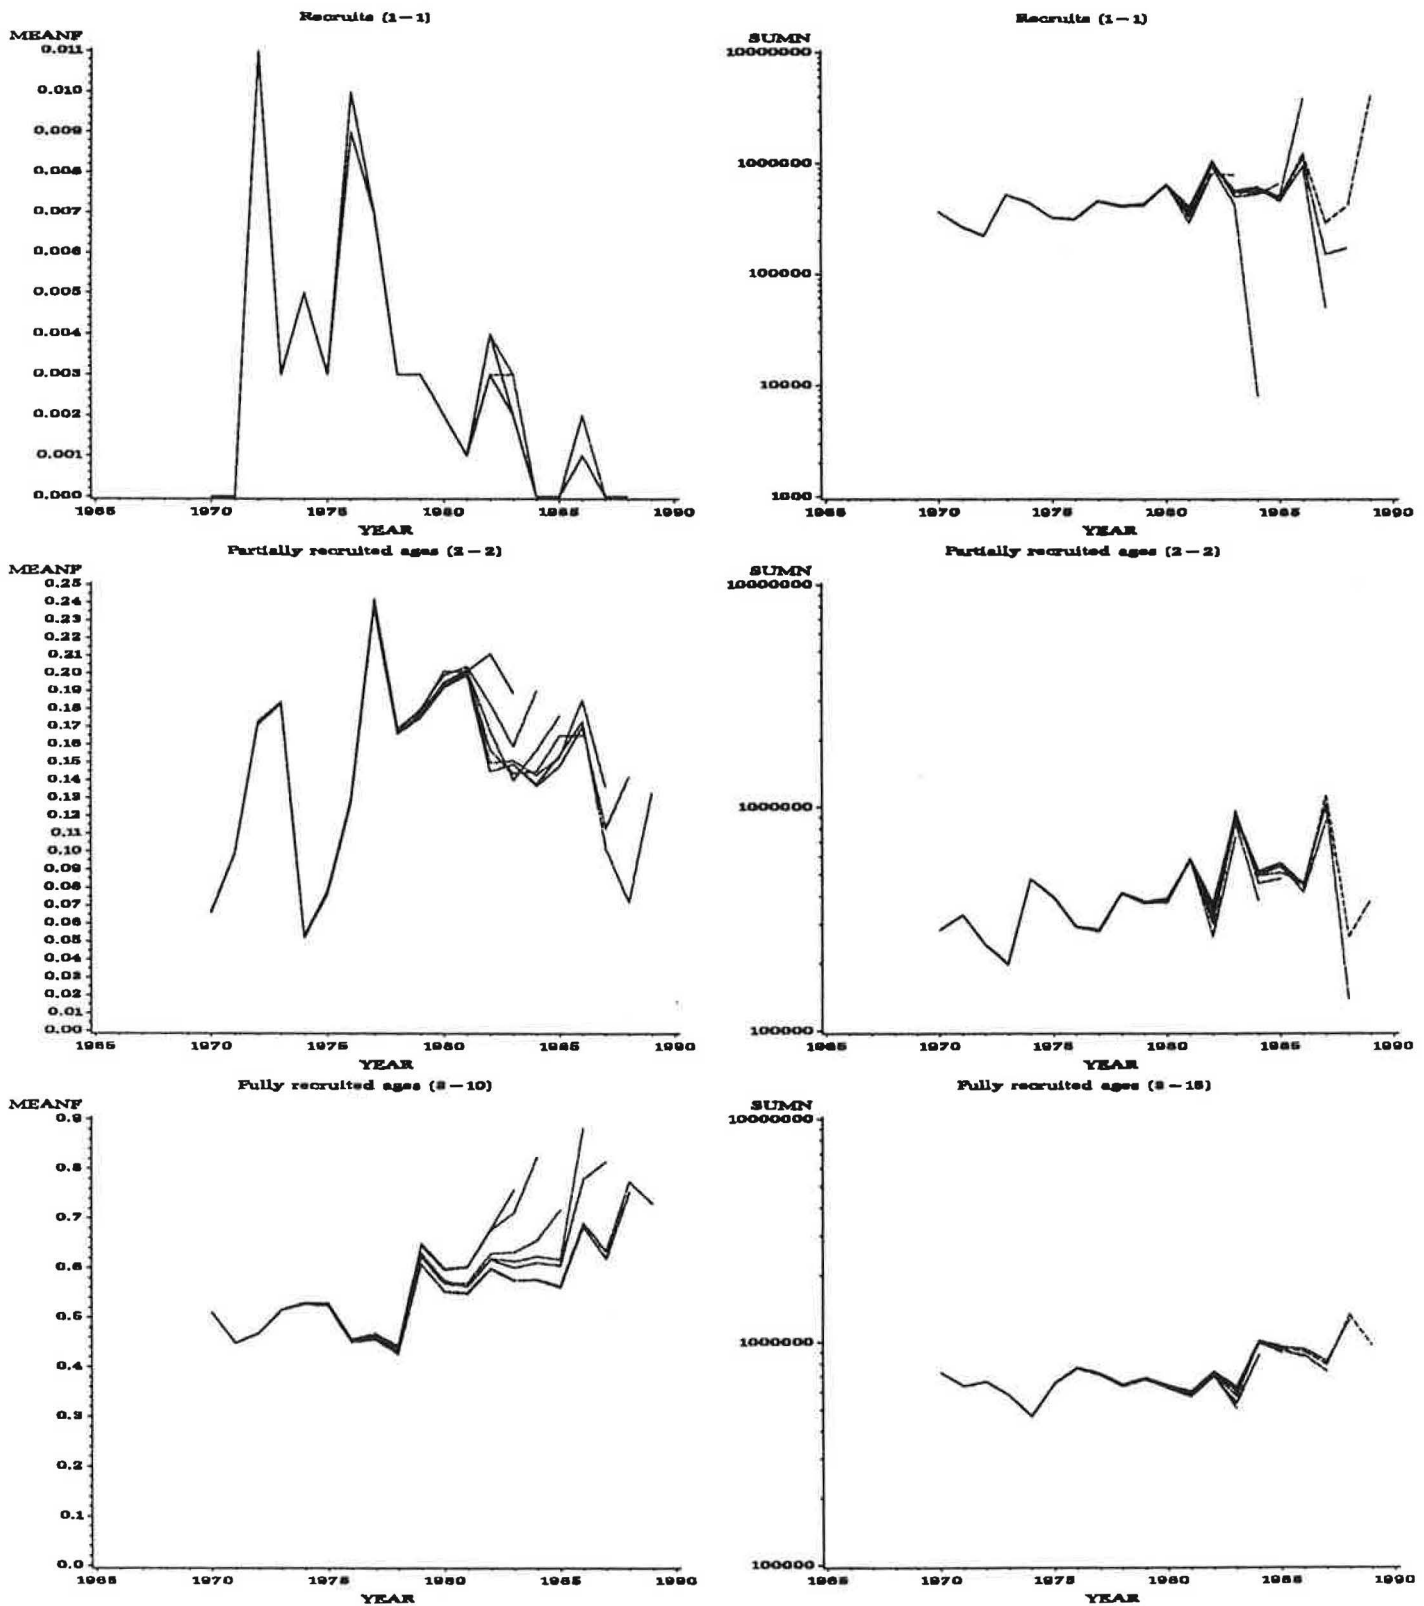 Recruits (1–1)
MEANF
0.011
0.010
0.009
0.008
0.007
0.006
0.005
0.004
0.003
0.002
0.001
0.000
1965 1970 1975 1980 1985 1990
YEAR
Recruits (1–1)
SUMN
10000000
1000000
100000
10000
1000
1965 1970 1975 1980 1985 1990
YEAR
Partially recruited ages (2–2)
MEANF
0.25
0.24
0.23
0.22
0.21
0.20
0.19
0.18
0.17
0.16
0.15
0.14
0.13
0.12
0.11
0.10
0.09
0.08
0.07
0.06
0.05
0.04
0.03
0.02
0.01
0.00
1965 1970 1975 1980 1985 1990
YEAR
Partially recruited ages (2–2)
SUMN
10000000
1000000
100000
1965 1970 1975 1980 1985 1990
YEAR
Fully recruited ages (3–10)
MEANF
0.9
0.8
0.7
0.6
0.5
0.4
0.3
0.2
0.1
0.0
1965 1970 1975 1980 1985 1990
YEAR
Fully recruited ages (3–15)
SUMN
10000000
1000000
100000
1965 1970 1975 1980 1985 1990
YEAR